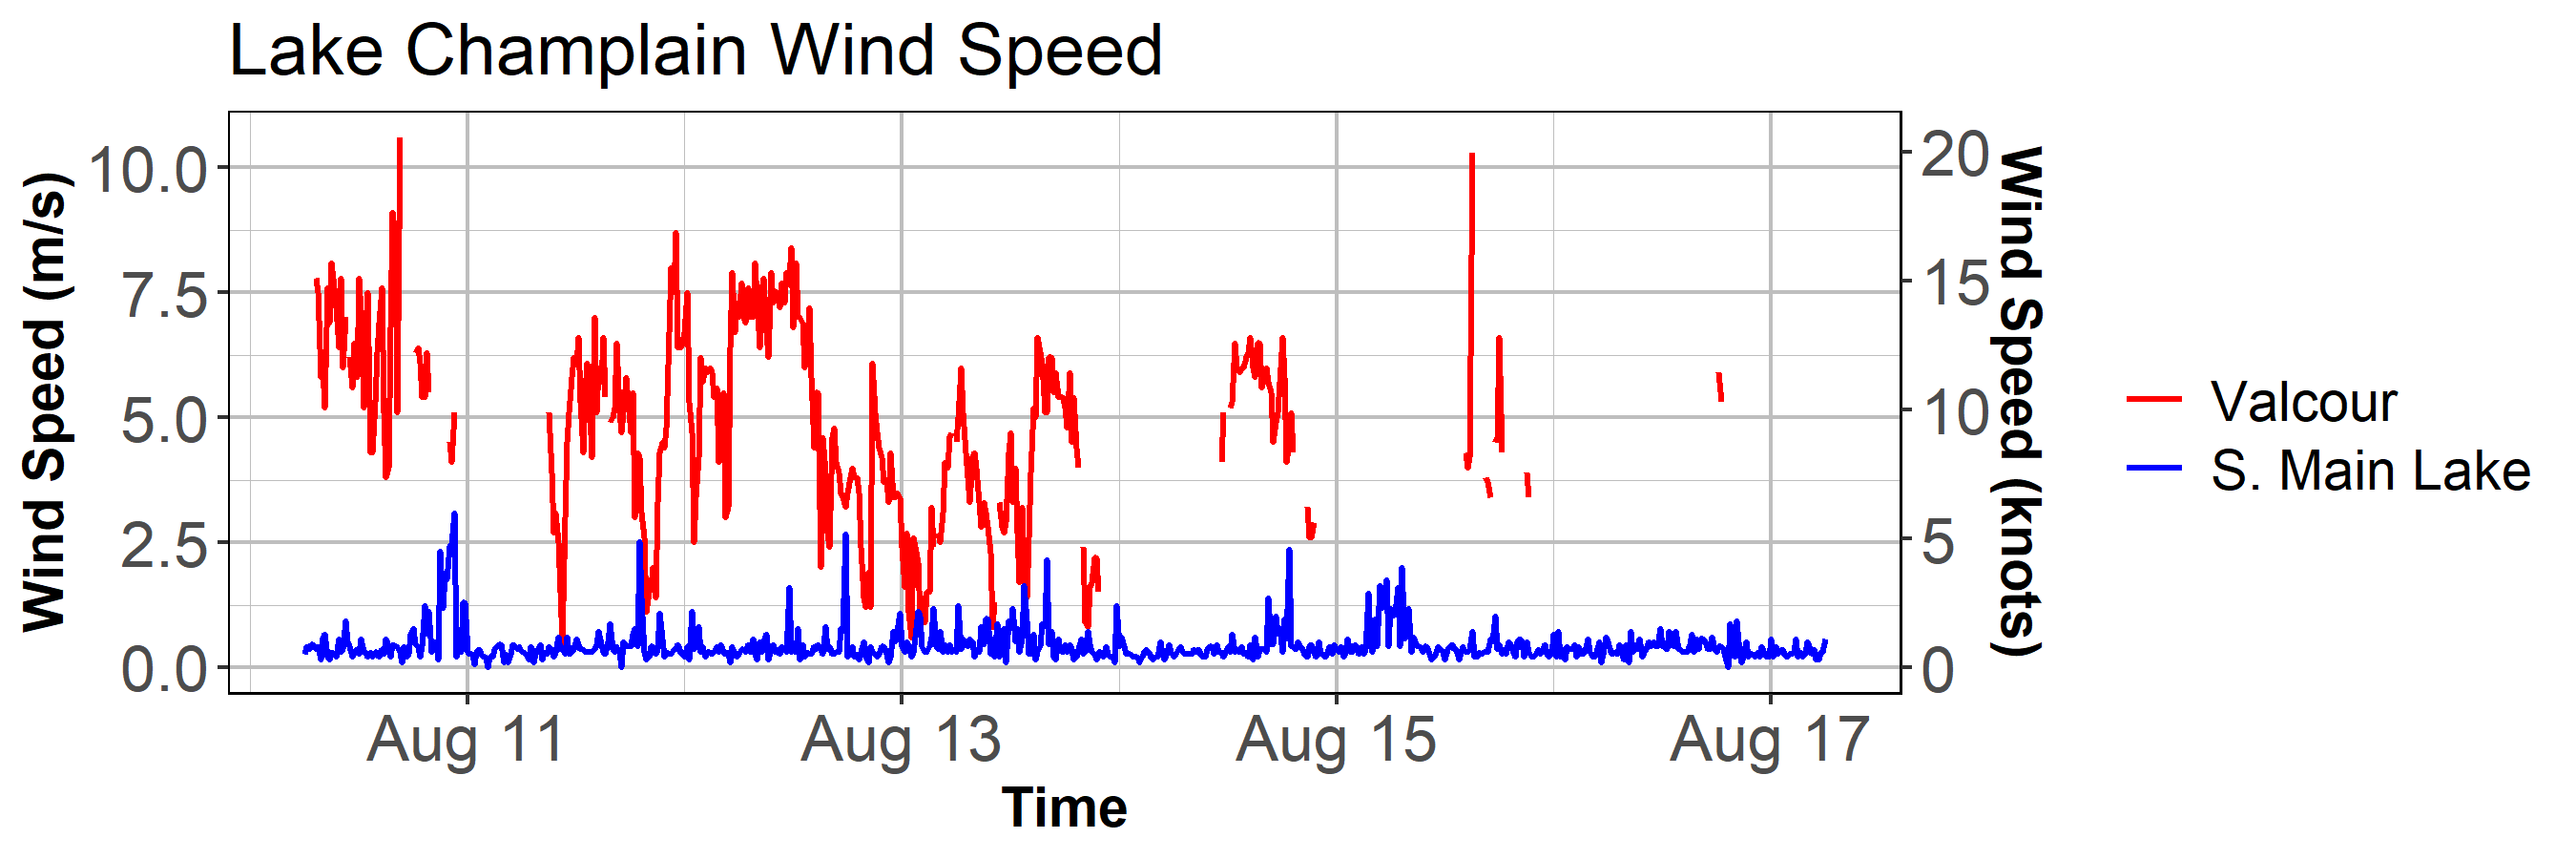 Lake Champlain Wind Speed
Wind Speed (m/s)
10.0
7.5
5.0
2.5
0.0
20
15
10
5
0
Wind Speed (knots)
Aug 11
Aug 13
Aug 15
Aug 17
Time
Valcour
S. Main Lake